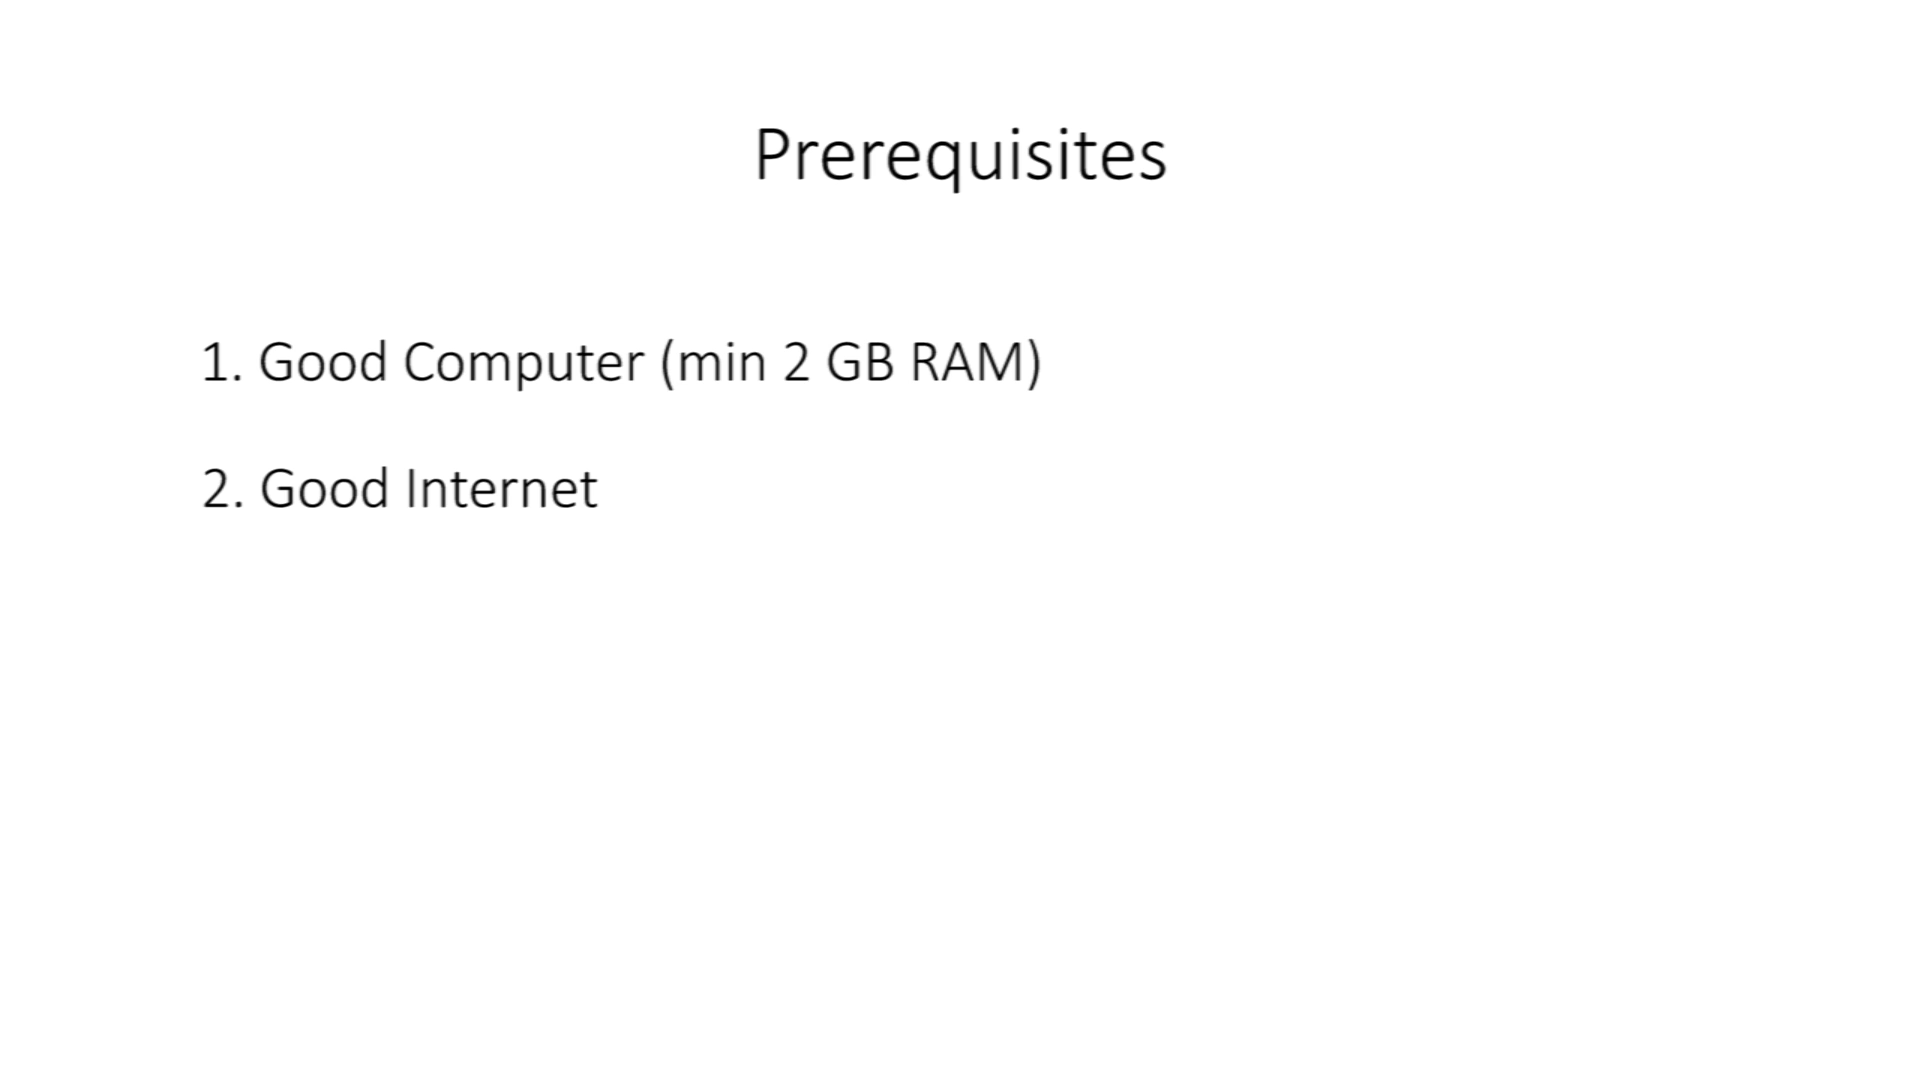 Prerequisites
1. Good Computer (min 2 GB RAM)
2. Good Internet